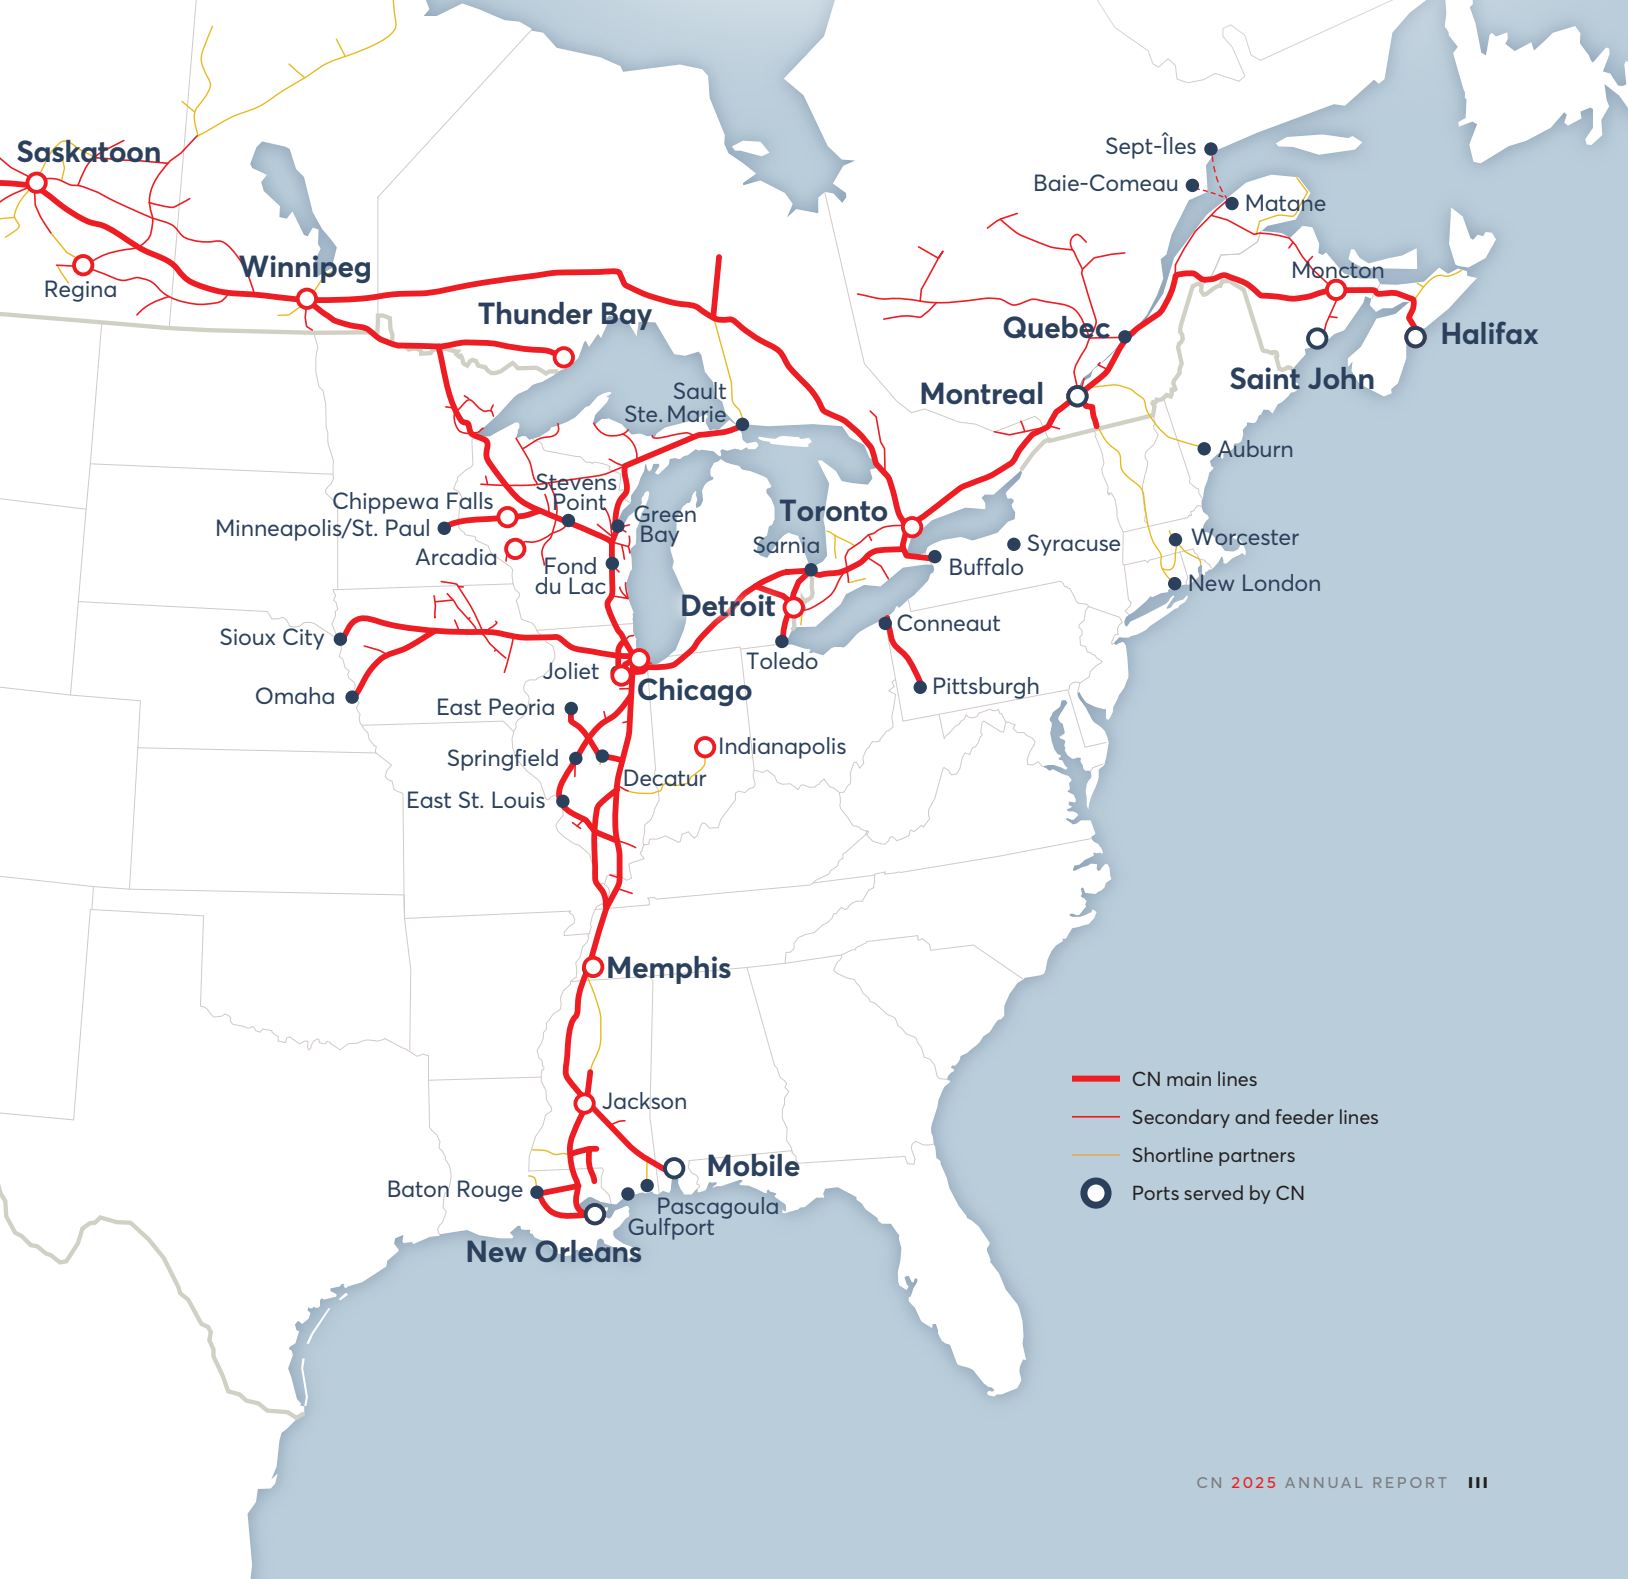 Sept-Îles
Saskatoon
Baie-Comeau
Matane
Winnipeg
Moncton
Regina
Thunder Bay
Quebec
Halifax
Saint John
Sault
Ste. Marie
Montreal
Auburn
Stevens
Point
Chippewa Falls
Minneapolis/St. Paul
Green
Bay
Toronto
Sarnia
Syracuse
Worcester
Arcadia
Fond
du Lac
Buffalo
New London
Detroit
Conneaut
Sioux City
Toledo
Joliet
Chicago
Pittsburgh
Omaha
East Peoria
Indianapolis
Springfield
Decatur
East St. Louis
Memphis
CN main lines
Jackson
Secondary and feeder lines
Shortline partners
Mobile
Baton Rouge
Ports served by CN
Pascagoula
Gulfport
New Orleans
CN 2025 ANNUAL REPORT III